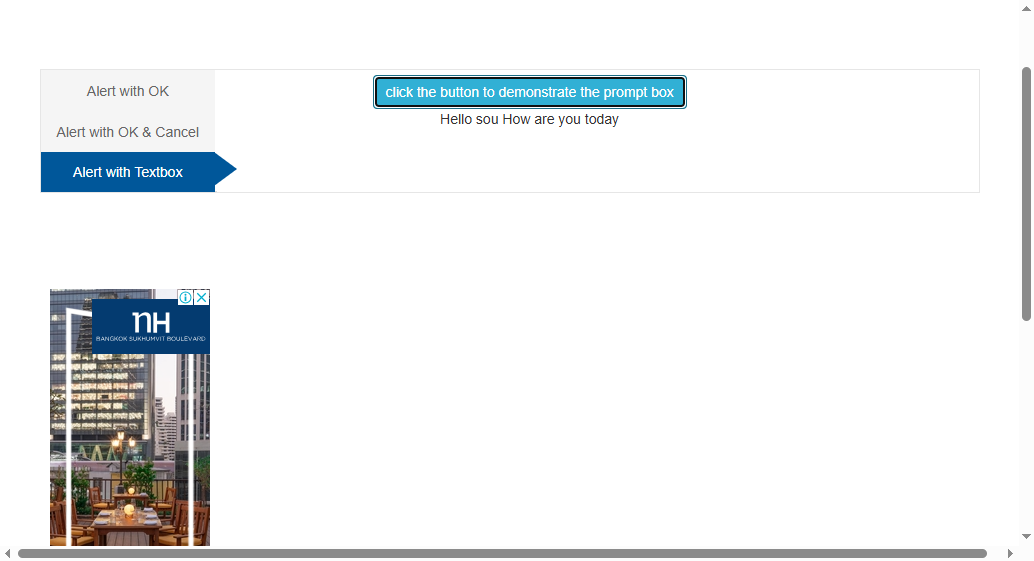 Alert with OK
Alert with OK & Cancel
Alert with Textbox
click the button to demonstrate the prompt box
Hello sou How are you today
nH
BANGKOK SUKHUMVIT BOULEVARD